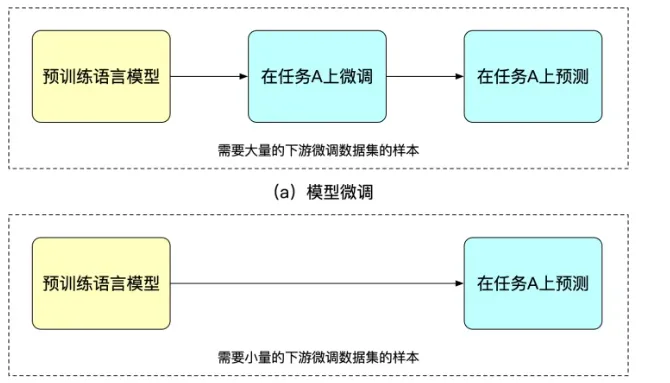 预训练语言模型
在任务A上微调
在任务A上预测
需要大量的下游微调数据集的样本
（a）模型微调
预训练语言模型
在任务A上预测
需要小量的下游微调数据集的样本